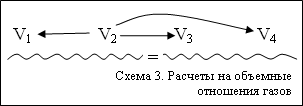 V₁ V₂ V₃ V₄
=
Схема 3. Расчеты на объемные
отношения газов